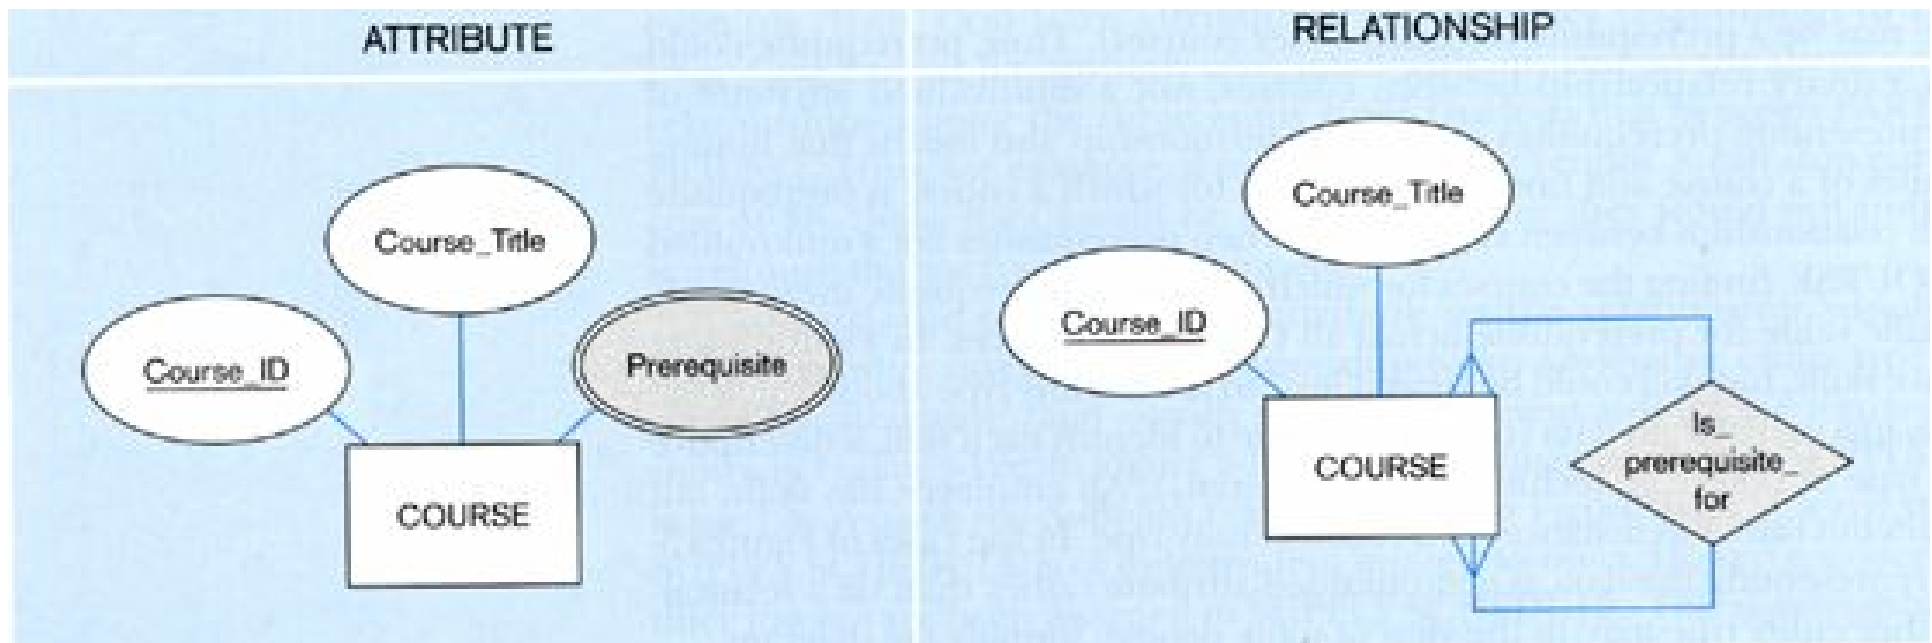 ATTRIBUTE
Course_Title
Course_ID
Prerequisite
COURSE
RELATIONSHIP
Course_Title
Course_ID
COURSE
Is_
prerequisite_
for